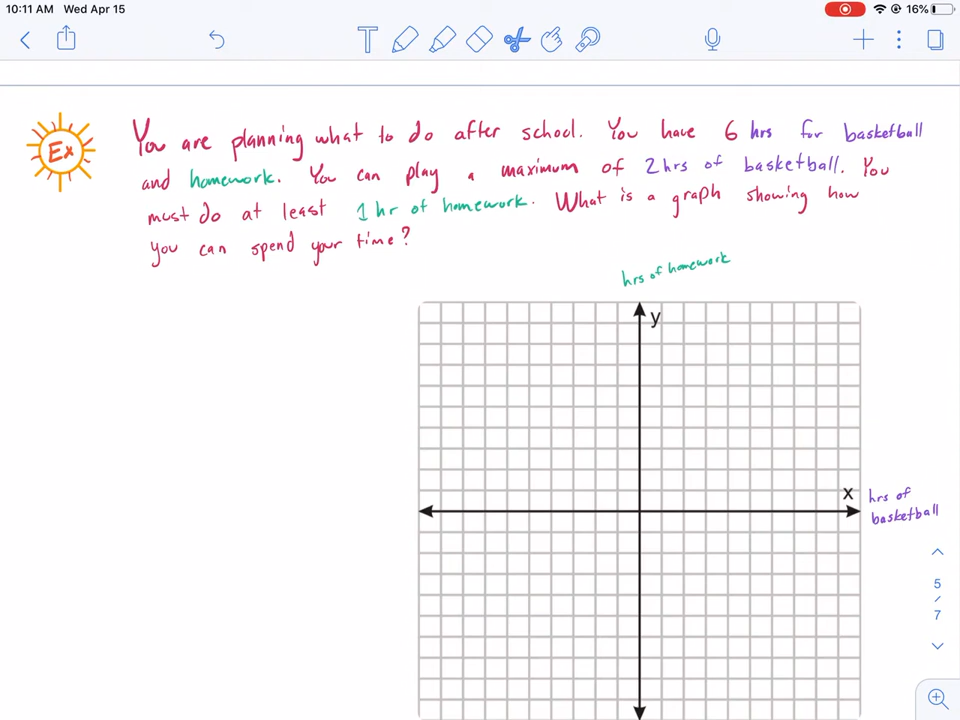 10:11 AM Wed Apr 15
16%
T
Ex
You are planning what to do after school. You have 6 hrs for basketball
and homework. You can play a maximum of 2hrs of basketball. You
must do at least 1 hr of homework. What is a graph showing how
you can spend your time?
hrs of homework
y
x
hrs of
basketball
5
/
7